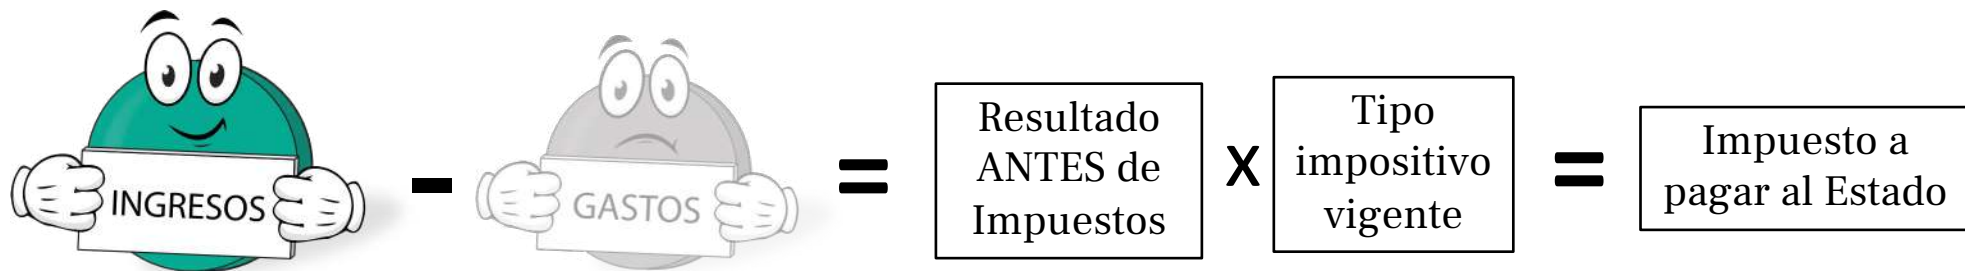 INGRESOS
-
GASTOS
=
Resultado
ANTES de
Impuestos
X
Tipo
impositivo
vigente
=
Impuesto a
pagar al Estado